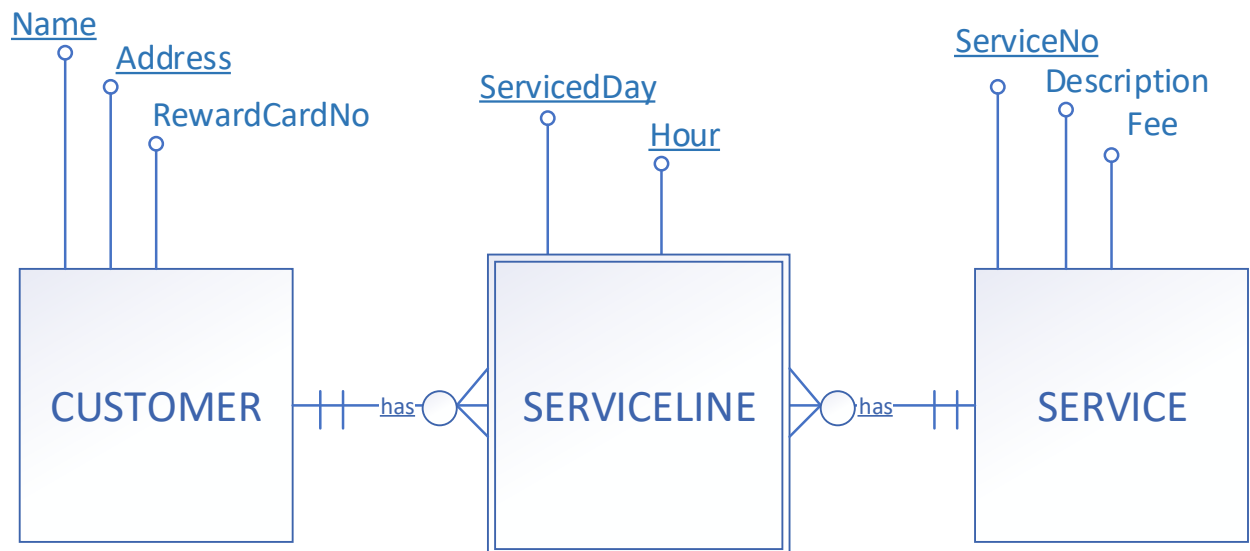 Name
Address
RewardCardNo
ServicedDay
Hour
ServiceNo
Description
Fee
CUSTOMER
has
SERVICELINE
has
SERVICE